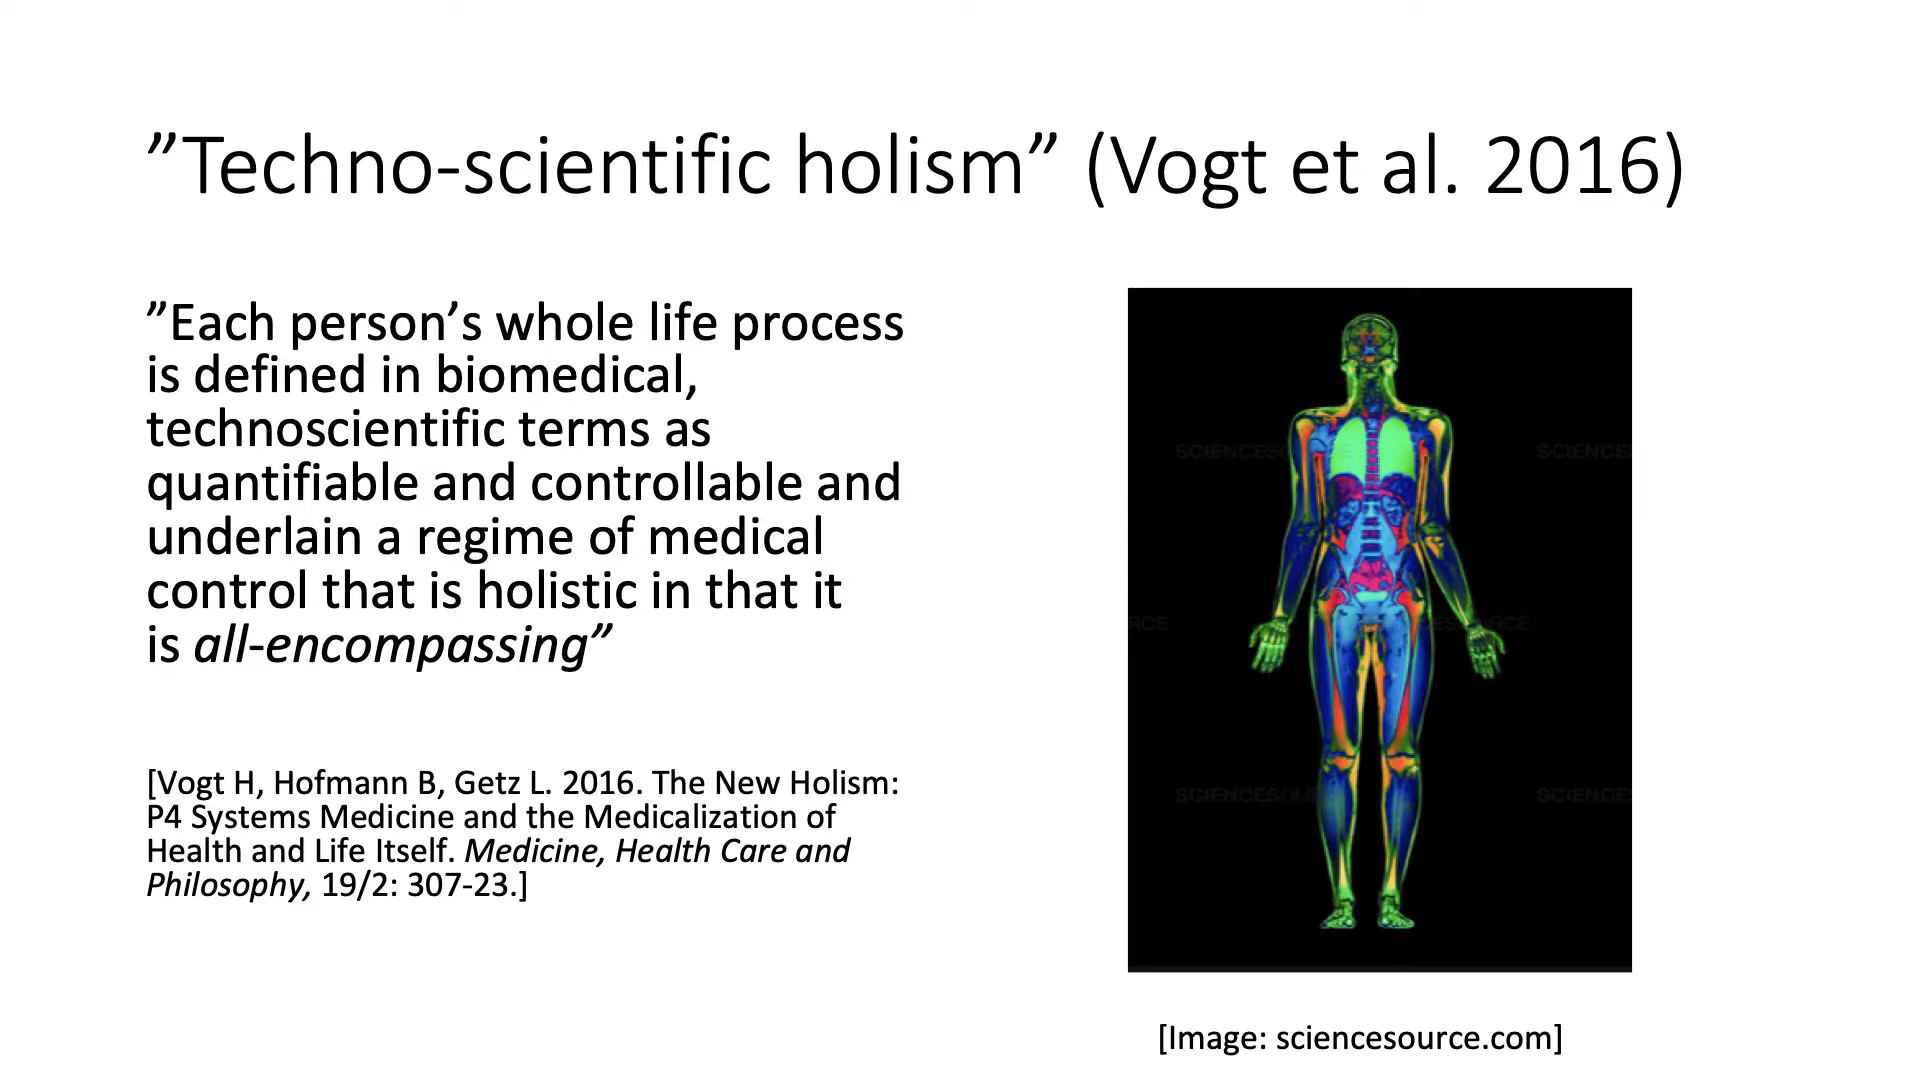 ”Techno-scientific holism” (Vogt et al. 2016)
”Each person’s whole life process
is defined in biomedical,
technoscientific terms as
quantifiable and controllable and
underlain a regime of medical
control that is holistic in that it
is all-encompassing”
[Vogt H, Hofmann B, Getz L. 2016. The New Holism:
P4 Systems Medicine and the Medicalization of
Health and Life Itself. Medicine, Health Care and
Philosophy, 19/2: 307-23.]
[Image: sciencesource.com]